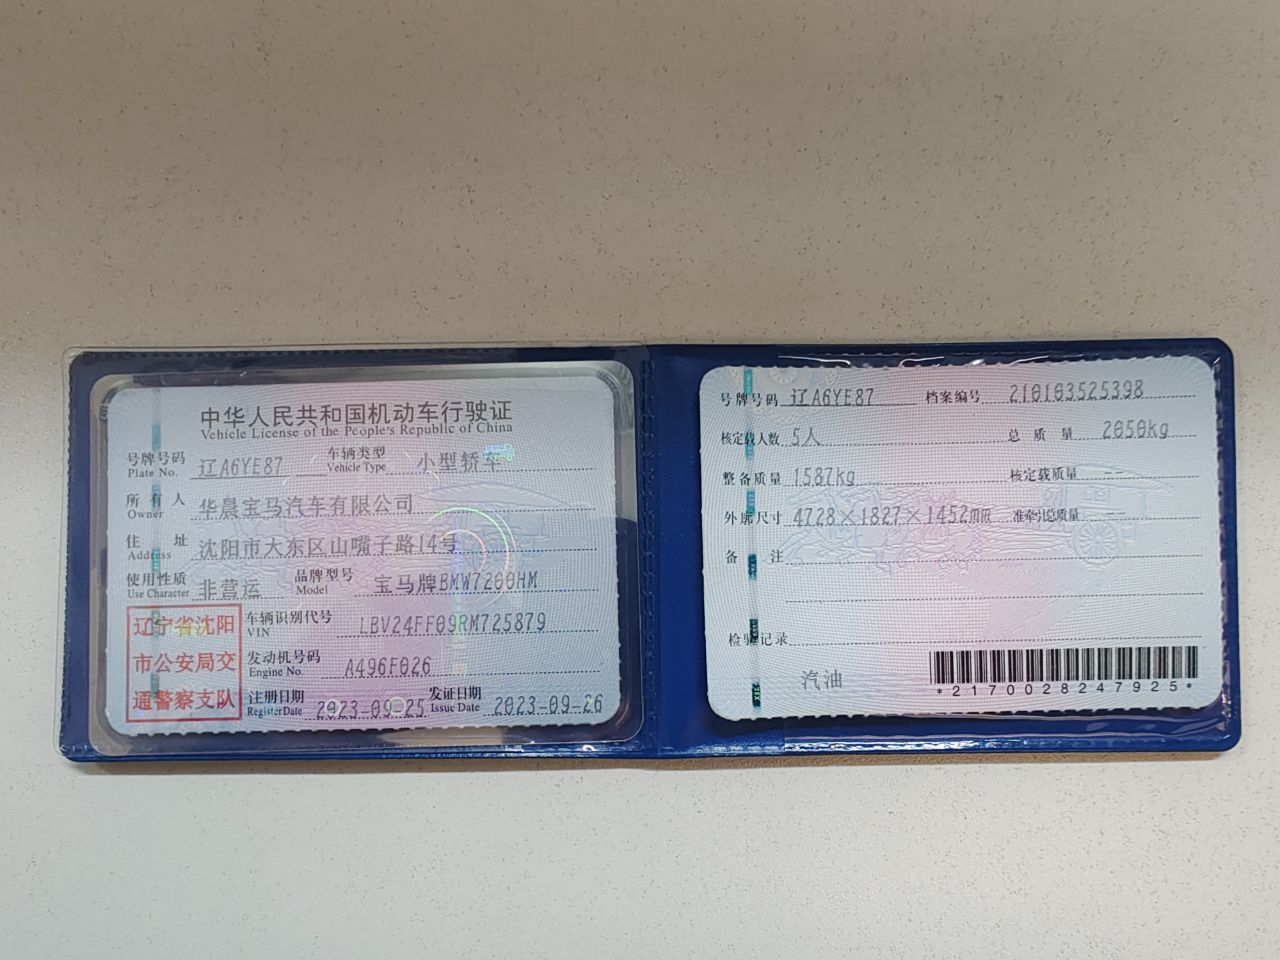 中华人民共和国机动车行驶证
Vehicle License of the People's Republic of China
号牌号码 辽A6YE87 车辆类型 小型轿车
Plate No. Vehicle Type
所有人 华晨宝马汽车有限公司
Owner
住址 沈阳市大东区山嘴子路14号
Address
使用性质 非营运 品牌型号 宝马牌BMW7200HM
Use Character Model
辽宁省沈阳
市公安局交
通警察支队
车辆识别代号 LBV24FF09RM725879
VIN
发动机号码 A496F026
Engine No.
注册日期 2023-09-25 发证日期 2023-09-26
Register Date Issue Date
号牌号码 辽A6YE87 档案编号 210103525398
核定载人数 5人 总质量 2050kg
整备质量 1587kg 核定载质量 --
外廓尺寸 4728×1827×1452mm 准牵引总质量 --
备注
检验记录
汽油
*2170028247925*